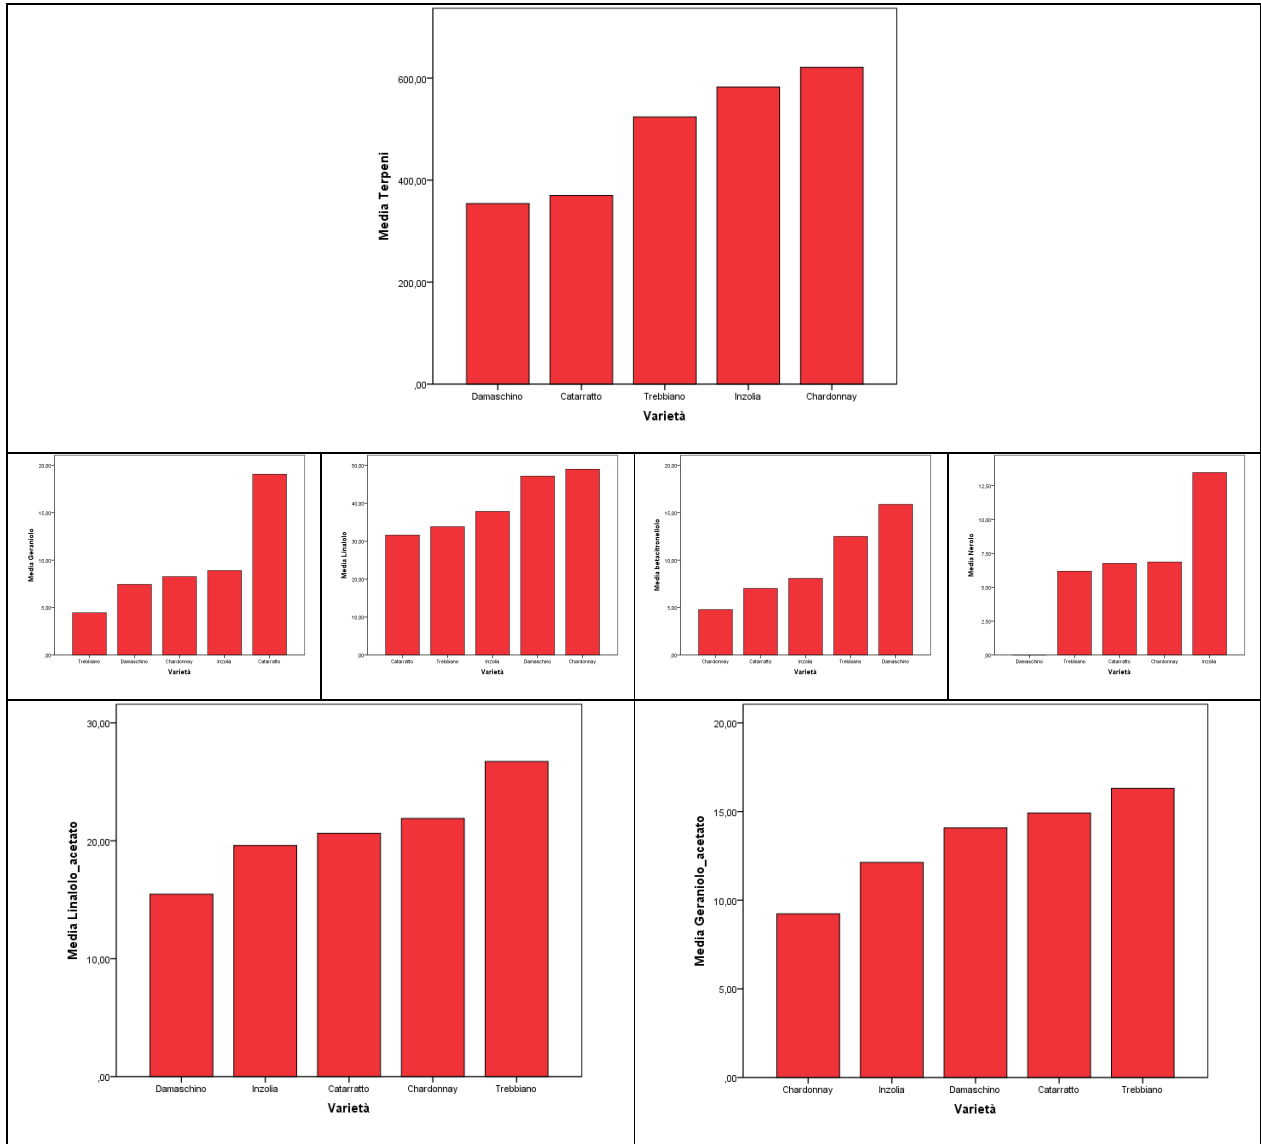 Media Terpeni
600,00
400,00
200,00
,00
Damaschino Catarratto Trebbiano Inzolia Chardonnay
Varietà
Media Geraniolo
20,00
15,00
10,00
5,00
,00
Trebbiano Damaschino Chardonnay Inzolia Catarratto
Varietà
Media Linalolo
50,00
40,00
30,00
20,00
10,00
,00
Catarratto Trebbiano Inzolia Damaschino Chardonnay
Varietà
Media betacitronellolo
20,00
15,00
10,00
5,00
,00
Chardonnay Catarratto Inzolia Trebbiano Damaschino
Varietà
Media Nerolo
12,50
10,00
7,50
5,00
2,50
,00
Damaschino Trebbiano Catarratto Chardonnay Inzolia
Varietà
Media Linalolo_acetato
30,00
20,00
10,00
,00
Damaschino Inzolia Catarratto Chardonnay Trebbiano
Varietà
Media Geraniolo_acetato
20,00
15,00
10,00
5,00
,00
Chardonnay Inzolia Damaschino Catarratto Trebbiano
Varietà